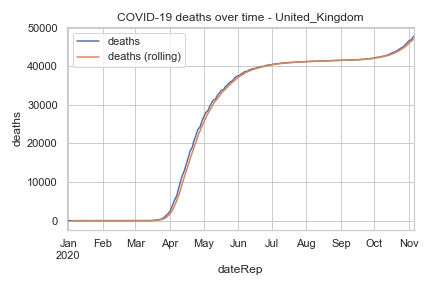 COVID-19 deaths over time - United_Kingdom
50000
40000
30000
20000
10000
0
deaths
deaths
deaths (rolling)
Jan Feb Mar Apr May Jun Jul Aug Sep Oct Nov
2020
dateRep